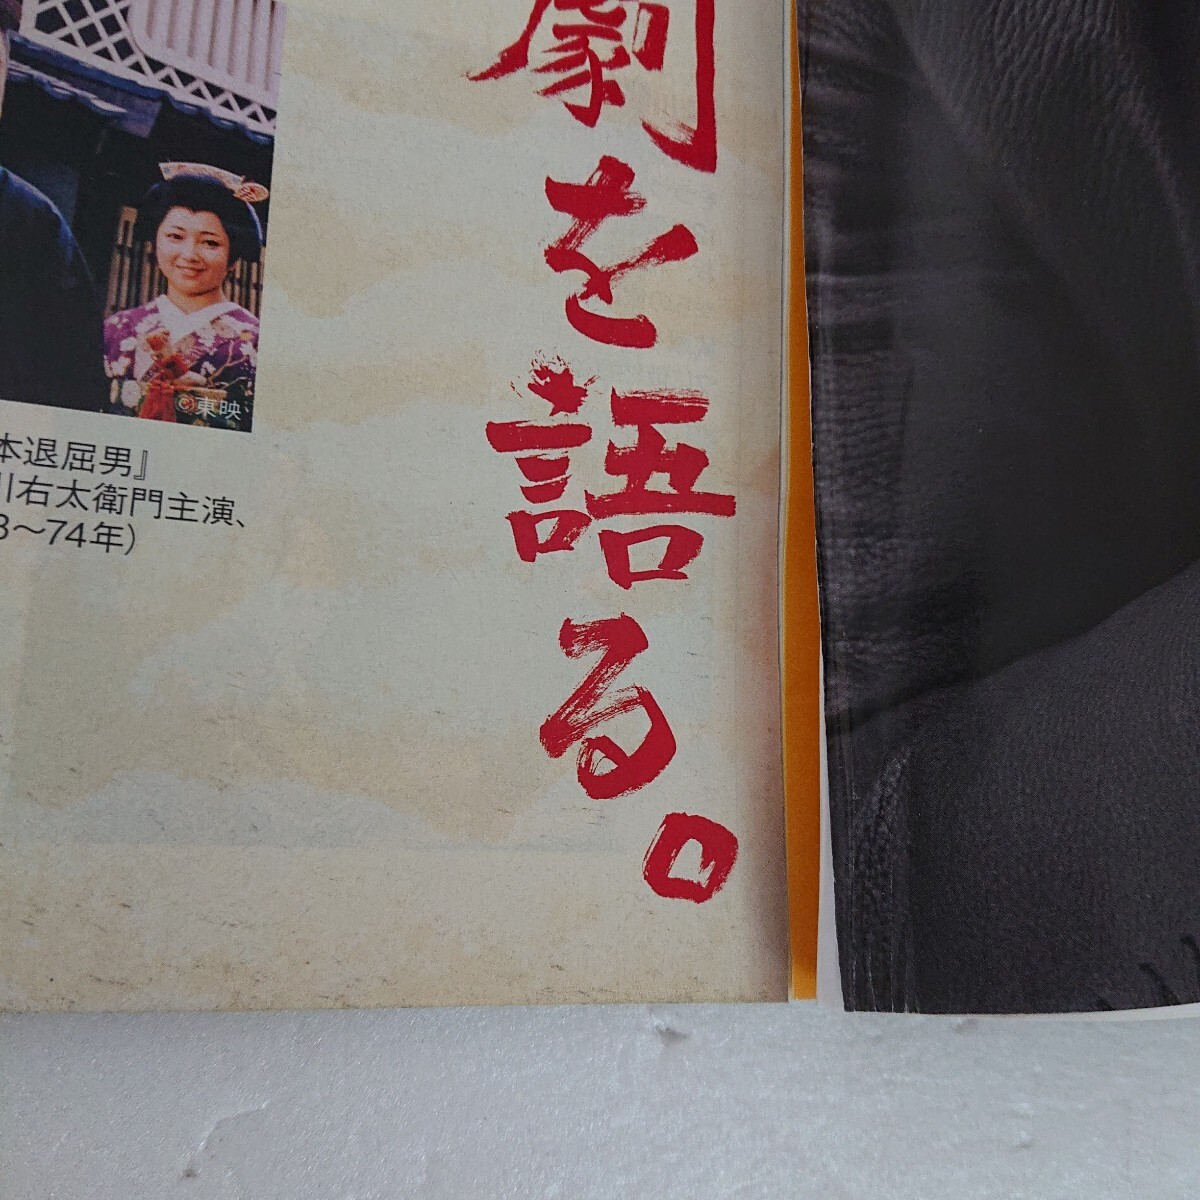 劇を語る。
©東映
本退屈男』
川右太衛門主演、
3～74年）